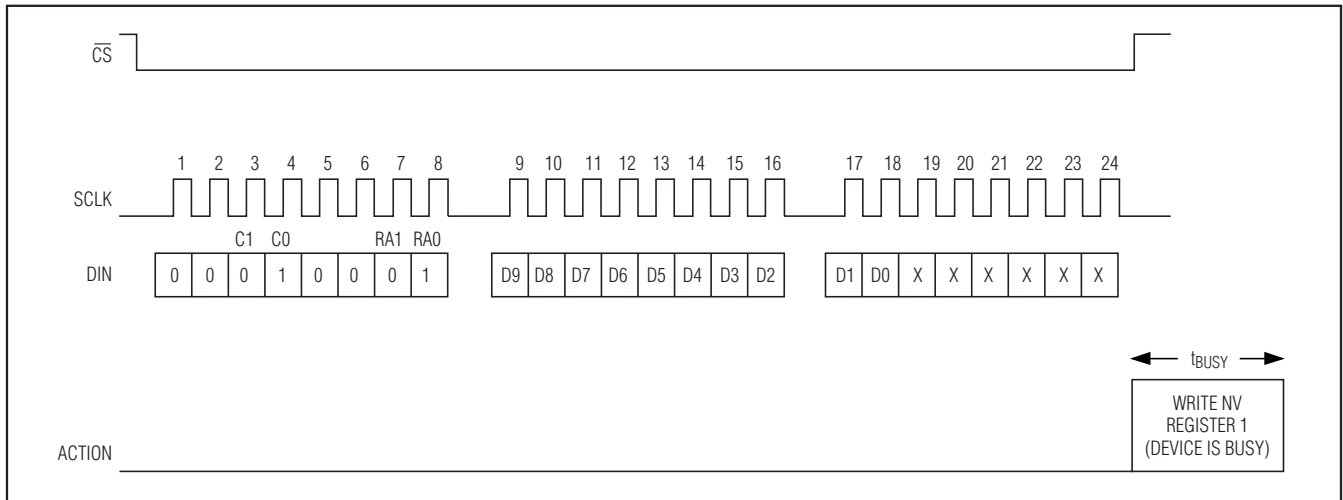 CS
1 2 3 4 5 6 7 8 9 10 11 12 13 14 15 16 17 18 19 20 21 22 23 24
SCLK
C1 C0 RA1 RA0
DIN 0 0 0 1 0 0 0 1 D9 D8 D7 D6 D5 D4 D3 D2 D1 D0 X X X X X X
tBUSY
WRITE NV
REGISTER 1
(DEVICE IS BUSY)
ACTION